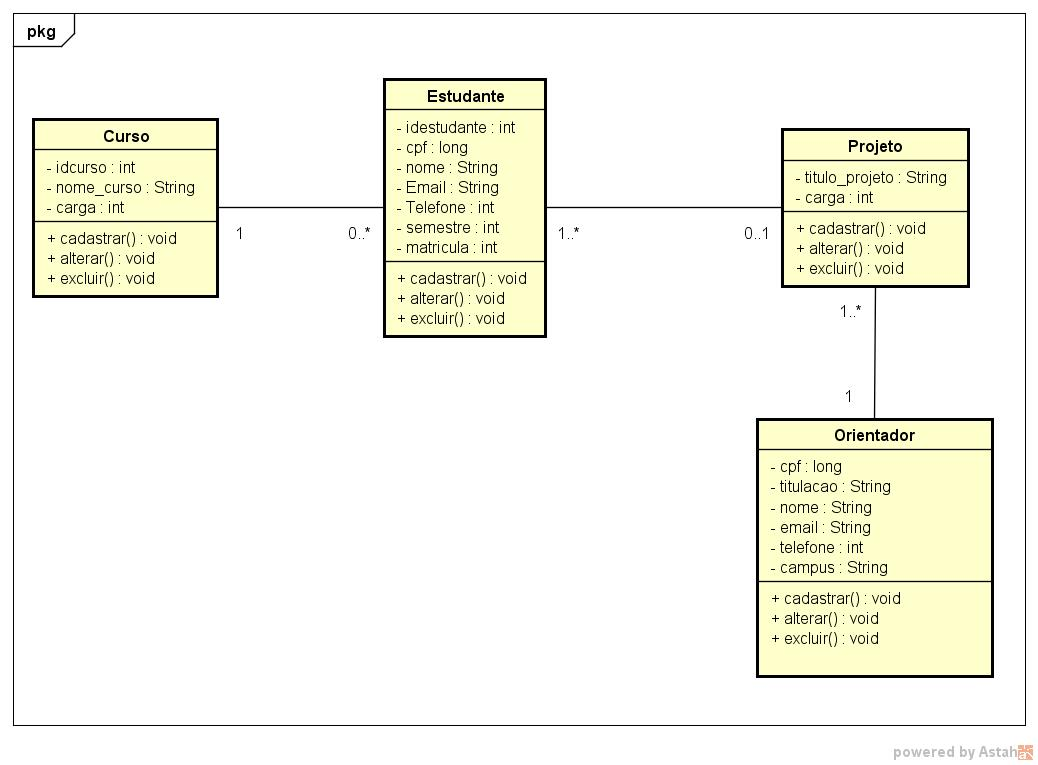 pkg
Curso
- idcurso : int
- nome_curso : String
- carga : int
+ cadastrar() : void
+ alterar() : void
+ excluir() : void
1
0..*
Estudante
- idestudante : int
- cpf : long
- nome : String
- Email : String
- Telefone : int
- semestre : int
- matricula : int
+ cadastrar() : void
+ alterar() : void
+ excluir() : void
1..*
0..1
Projeto
- titulo_projeto : String
- carga : int
+ cadastrar() : void
+ alterar() : void
+ excluir() : void
1..*
1
Orientador
- cpf : long
- titulacao : String
- nome : String
- email : String
- telefone : int
- campus : String
+ cadastrar() : void
+ alterar() : void
+ excluir() : void
powered by Astah